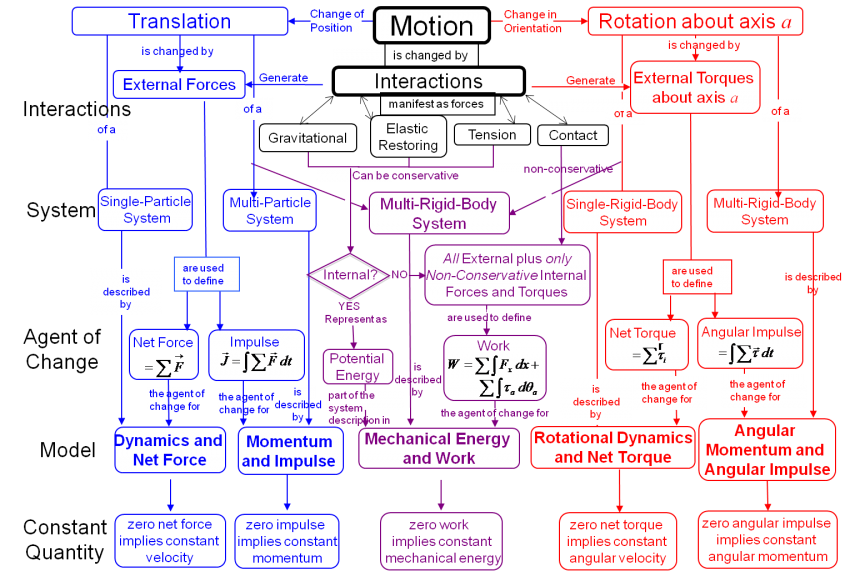 Translation
Change of
Position
Motion
Change in
Orientation
Rotation about axis a
is changed by
is changed by
is changed by
External Forces
Generate
Interactions
Generate
External Torques
about axis a
Interactions
manifest as forces
of a
of a
of a
of a
Gravitational
Elastic
Restoring
Tension
Contact
Can be conservative
non-conservative
System
Single-Particle
System
Multi-Particle
System
Multi-Rigid-Body
System
Single-Rigid-Body
System
Multi-Rigid-Body
System
is
described
by
are used
to define
Internal?
NO
All External plus only
Non-Conservative Internal
Forces and Torques
are used
to define
is described
by
YES
Represent as
are used to define
Agent of
Change
Net Force
= ∑ F⃗
Impulse
J⃗ = ∫∑ F⃗ dt
Potential
Energy
Work
W = ∑∫ Fₓ dx +
∑∫ τₐ dθₐ
Net Torque
= ∑ τᵢ
Angular Impulse
= ∫∑ τ⃗ dt
the agent of
change for
the agent of
change for
is
described
by
part of the
system
description in
is
described
by
the agent of change for
is
described
by
the agent of
change for
the agent of
change for
Model
Dynamics and
Net Force
Momentum
and Impulse
Mechanical Energy
and Work
Rotational Dynamics
and Net Torque
Angular
Momentum and
Angular Impulse
Constant
Quantity
zero net force
implies constant
velocity
zero impulse
implies constant
momentum
zero work
implies constant
mechanical energy
zero net torque
implies constant
angular velocity
zero angular impulse
implies constant
angular momentum